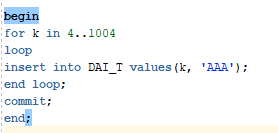 begin
for k in 4..1004
loop
insert into DAI_T values(k, 'AAA');
end loop;
commit;
end;